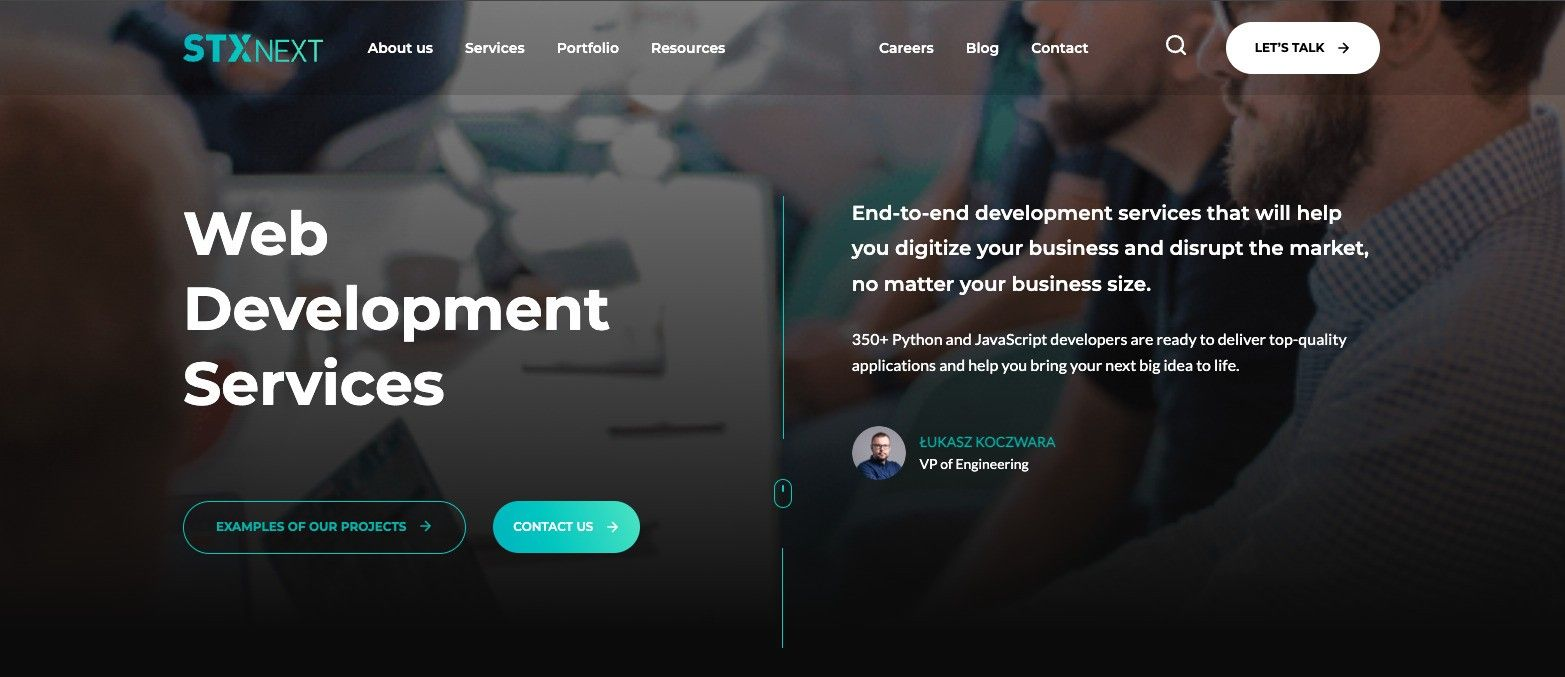 STXNEXT
About us
Services
Portfolio
Resources
Careers
Blog
Contact
LET'S TALK
Web
Development
Services
EXAMPLES OF OUR PROJECTS
CONTACT US
End-to-end development services that will help
you digitize your business and disrupt the market,
no matter your business size.
350+ Python and JavaScript developers are ready to deliver top-quality
applications and help you bring your next big idea to life.
ŁUKASZ KOCZWARA
VP of Engineering